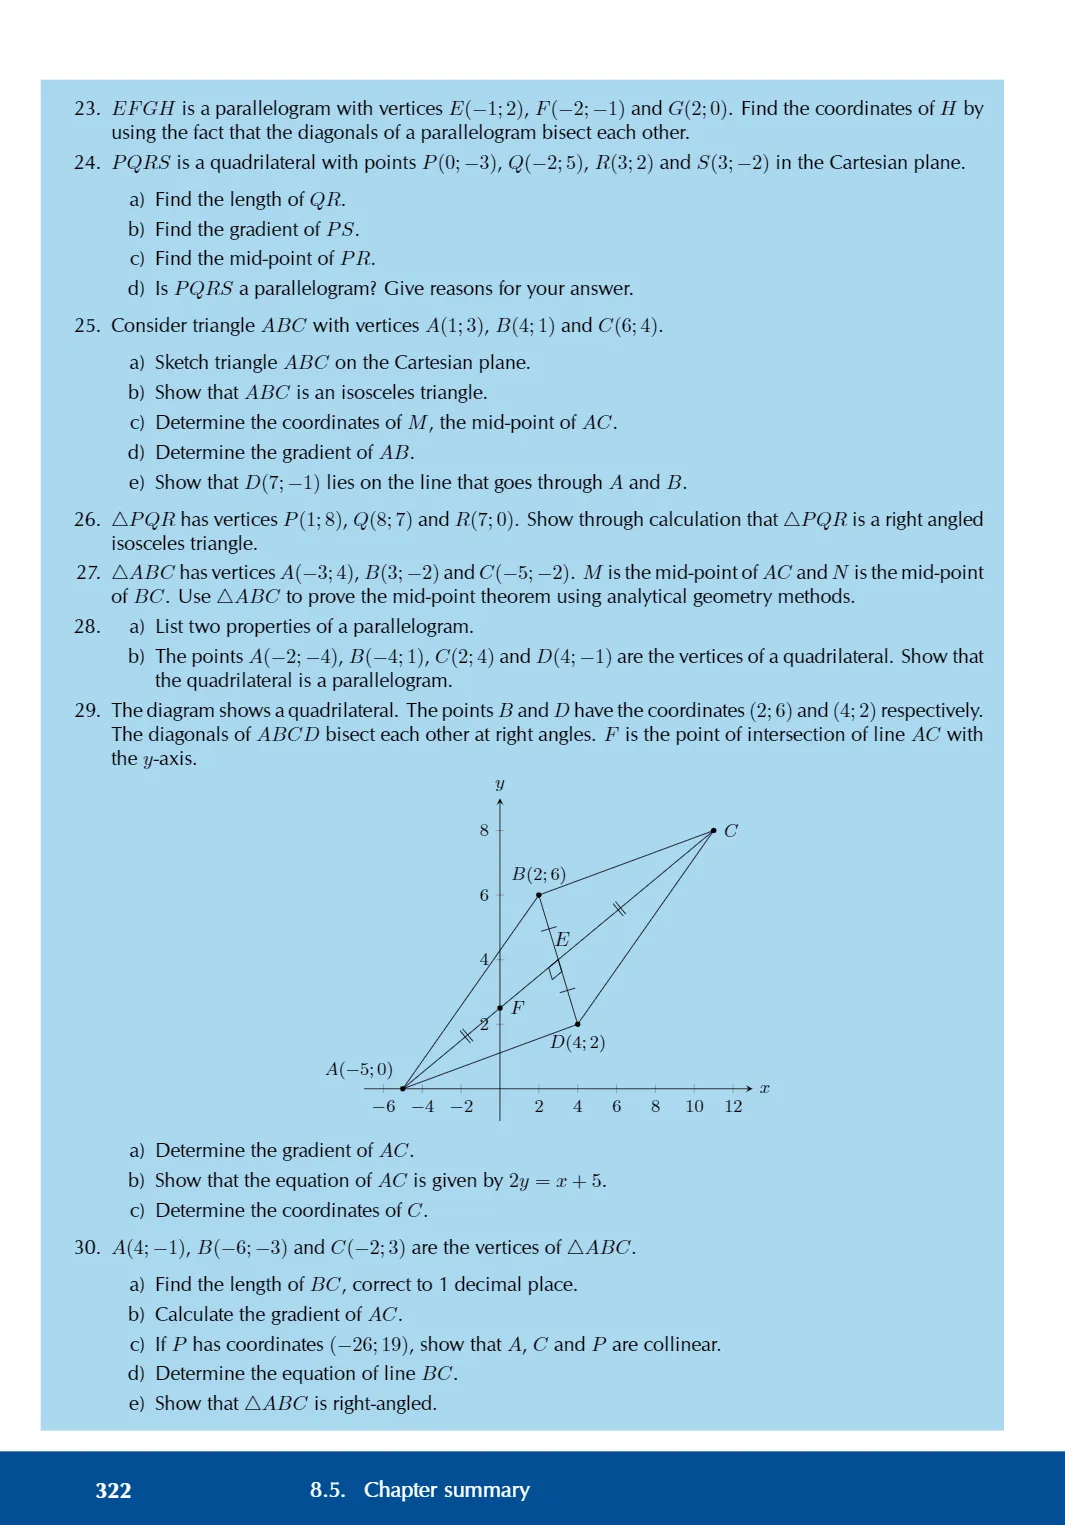 23. EFGH is a parallelogram with vertices E(−1; 2), F(−2; −1) and G(2; 0). Find the coordinates of H by
using the fact that the diagonals of a parallelogram bisect each other.
24. PQRS is a quadrilateral with points P(0; −3), Q(−2; 5), R(3; 2) and S(3; −2) in the Cartesian plane.
a) Find the length of QR.
b) Find the gradient of PS.
c) Find the mid-point of PR.
d) Is PQRS a parallelogram? Give reasons for your answer.
25. Consider triangle ABC with vertices A(1; 3), B(4; 1) and C(6; 4).
a) Sketch triangle ABC on the Cartesian plane.
b) Show that ABC is an isosceles triangle.
c) Determine the coordinates of M, the mid-point of AC.
d) Determine the gradient of AB.
e) Show that D(7; −1) lies on the line that goes through A and B.
26. △PQR has vertices P(1; 8), Q(8; 7) and R(7; 0). Show through calculation that △PQR is a right angled
isosceles triangle.
27. △ABC has vertices A(−3; 4), B(3; −2) and C(−5; −2). M is the mid-point of AC and N is the mid-point
of BC. Use △ABC to prove the mid-point theorem using analytical geometry methods.
28. a) List two properties of a parallelogram.
b) The points A(−2; −4), B(−4; 1), C(2; 4) and D(4; −1) are the vertices of a quadrilateral. Show that
the quadrilateral is a parallelogram.
29. The diagram shows a quadrilateral. The points B and D have the coordinates (2; 6) and (4; 2) respectively.
The diagonals of ABCD bisect each other at right angles. F is the point of intersection of line AC with
the y-axis.
y
8
C
B(2; 6)
6
E
4
F
2
D(4; 2)
A(−5; 0)
x
−6 −4 −2 2 4 6 8 10 12
a) Determine the gradient of AC.
b) Show that the equation of AC is given by 2y = x + 5.
c) Determine the coordinates of C.
30. A(4; −1), B(−6; −3) and C(−2; 3) are the vertices of △ABC.
a) Find the length of BC, correct to 1 decimal place.
b) Calculate the gradient of AC.
c) If P has coordinates (−26; 19), show that A, C and P are collinear.
d) Determine the equation of line BC.
e) Show that △ABC is right-angled.
322 8.5. Chapter summary